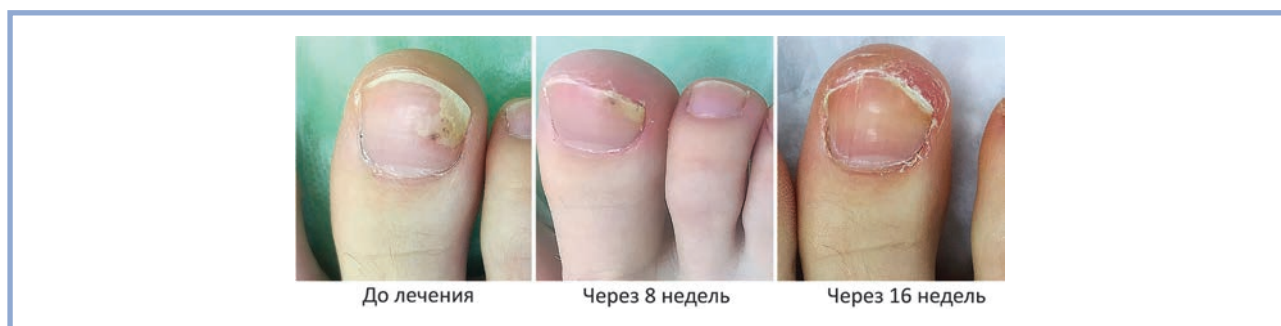 До лечения
Через 8 недель
Через 16 недель